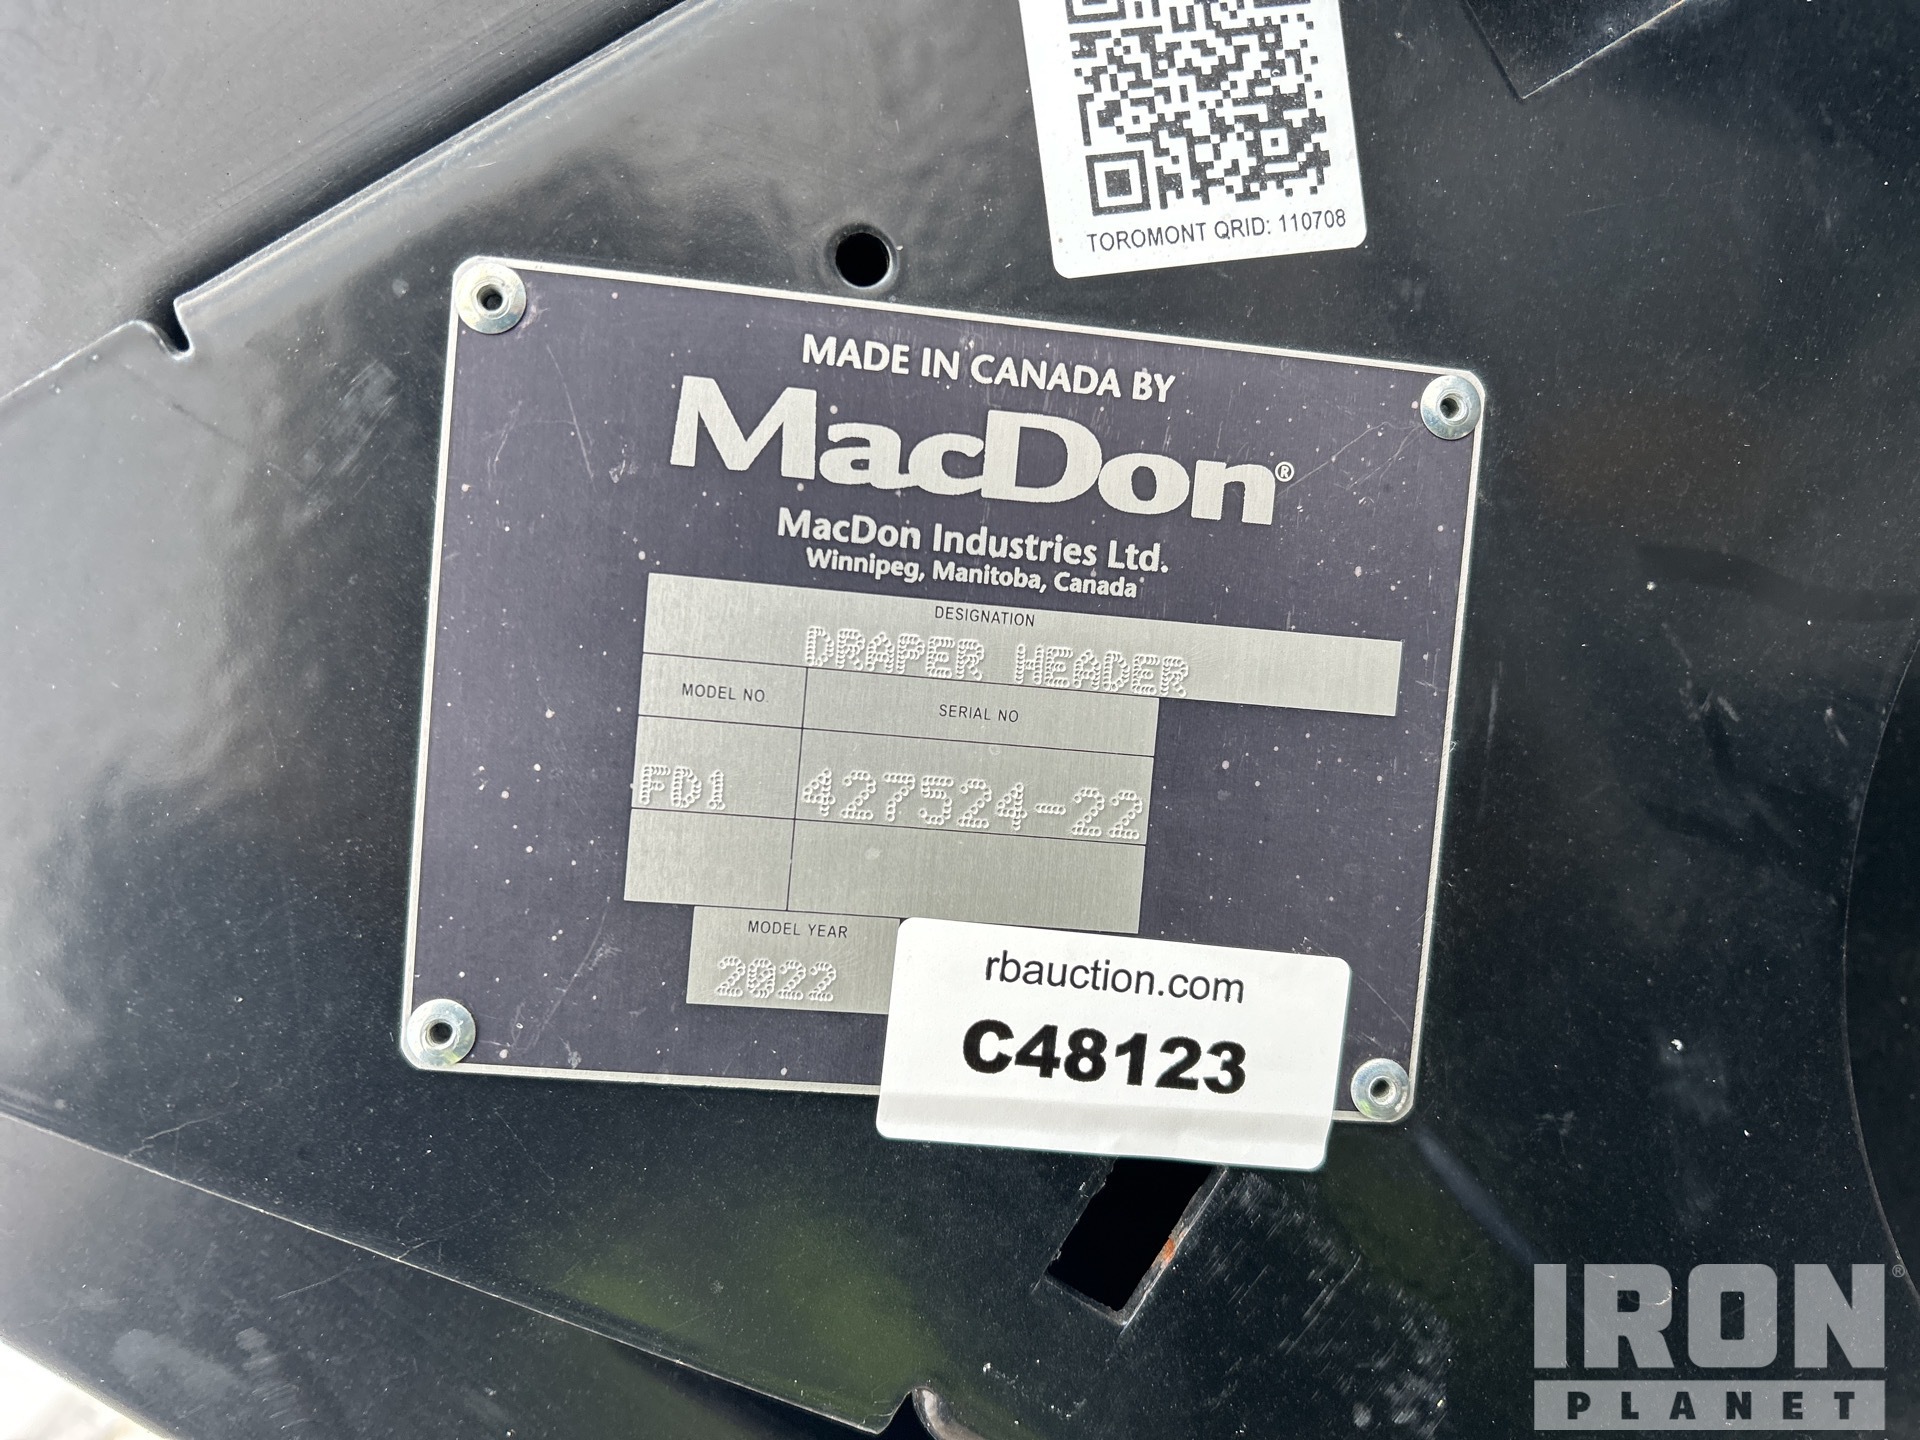 TOROMONT QRID: 110708
MADE IN CANADA BY
MacDon®
MacDon Industries Ltd.
Winnipeg, Manitoba, Canada
DESIGNATION
DRAPER HEADER
MODEL NO
SERIAL NO
FD1
427524-22
MODEL YEAR
2022
rbauction.com
C48123
IRON®
PLANET